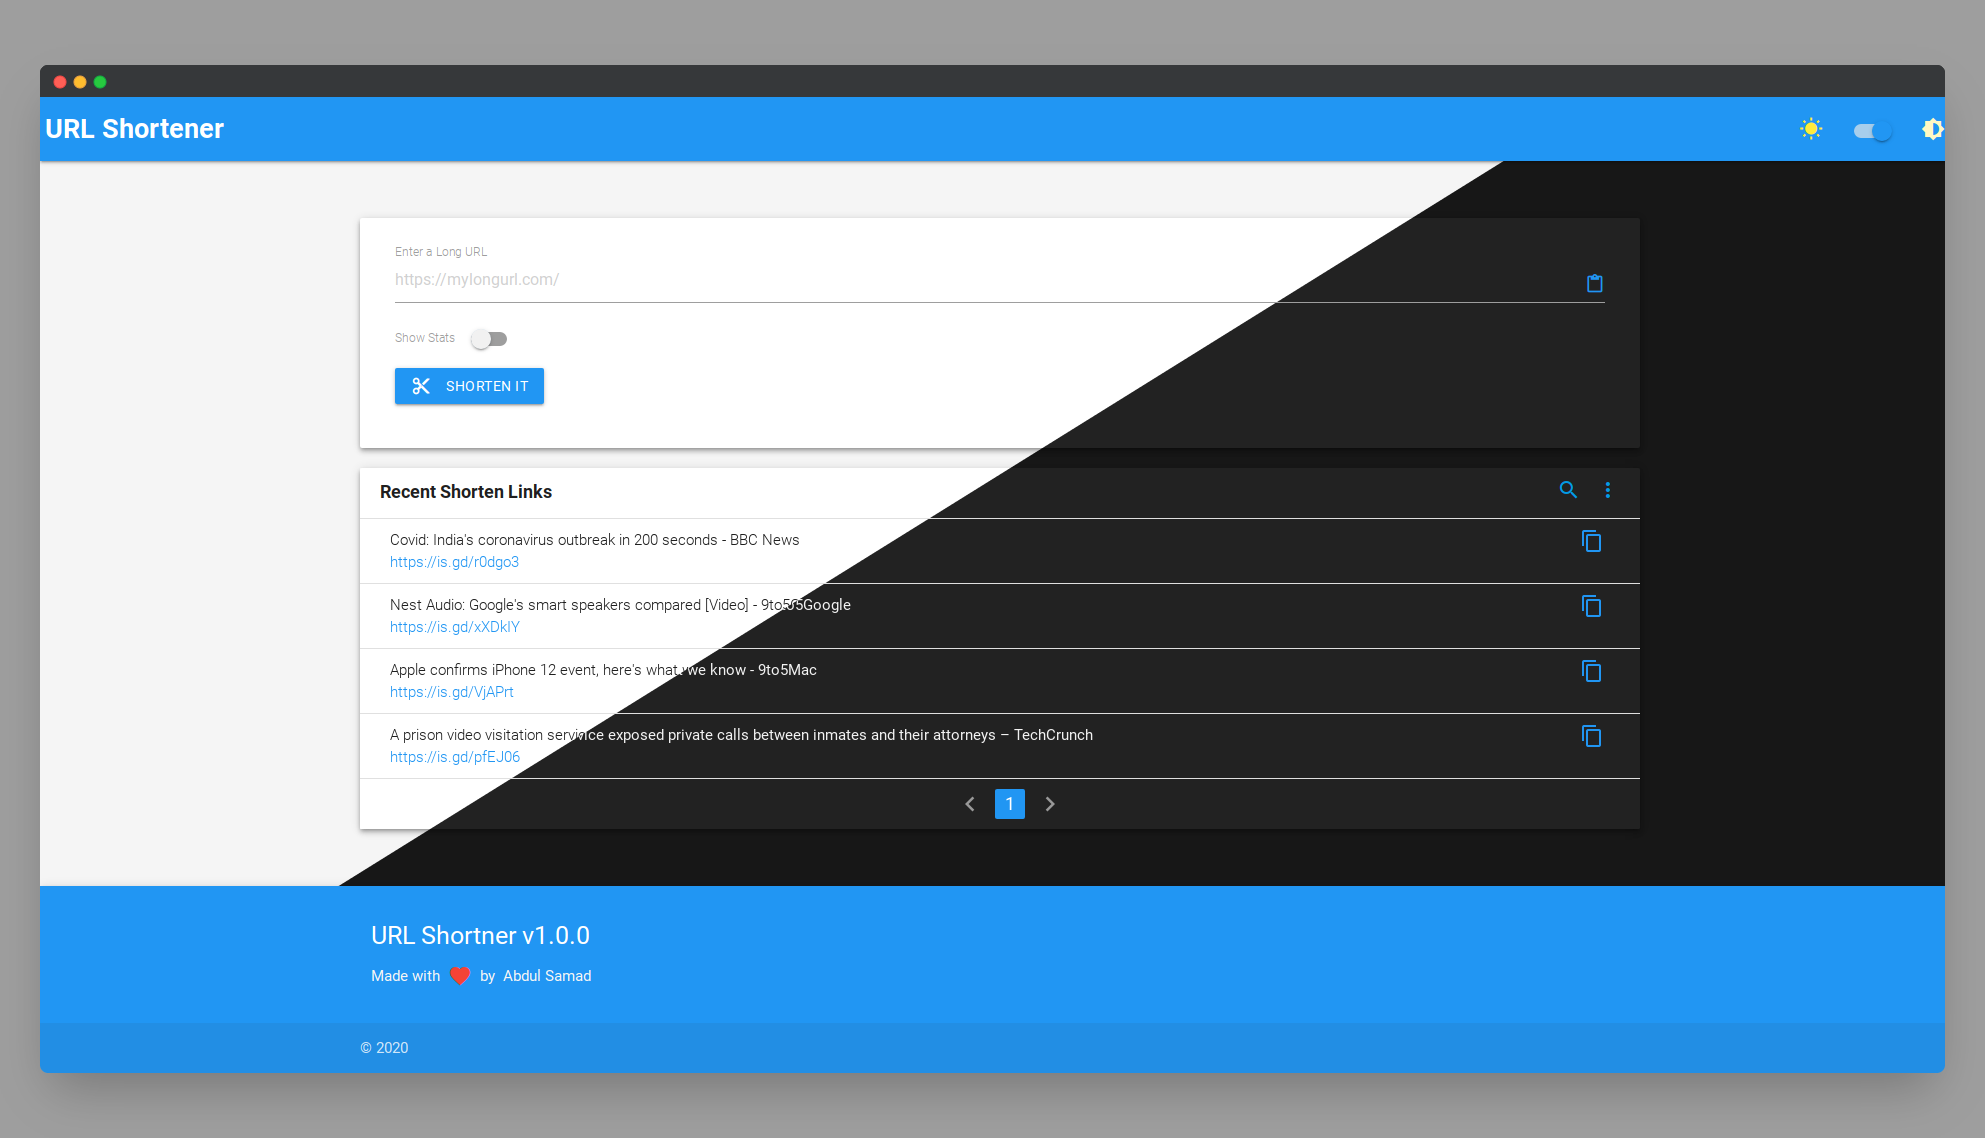 URL Shortener
Enter a Long URL
https://mylongurl.com/
Show Stats
SHORTEN IT
Recent Shorten Links
Covid: India's coronavirus outbreak in 200 seconds - BBC News
https://is.gd/r0dgo3
Nest Audio: Google's smart speakers compared [Video] - 9to5Google
https://is.gd/xXDkIY
Apple confirms iPhone 12 event, here's what we know - 9to5Mac
https://is.gd/VjAPrt
A prison video visitation service exposed private calls between inmates and their attorneys – TechCrunch
https://is.gd/pfEJ06
1
URL Shortner v1.0.0
Made with ❤️ by Abdul Samad
© 2020